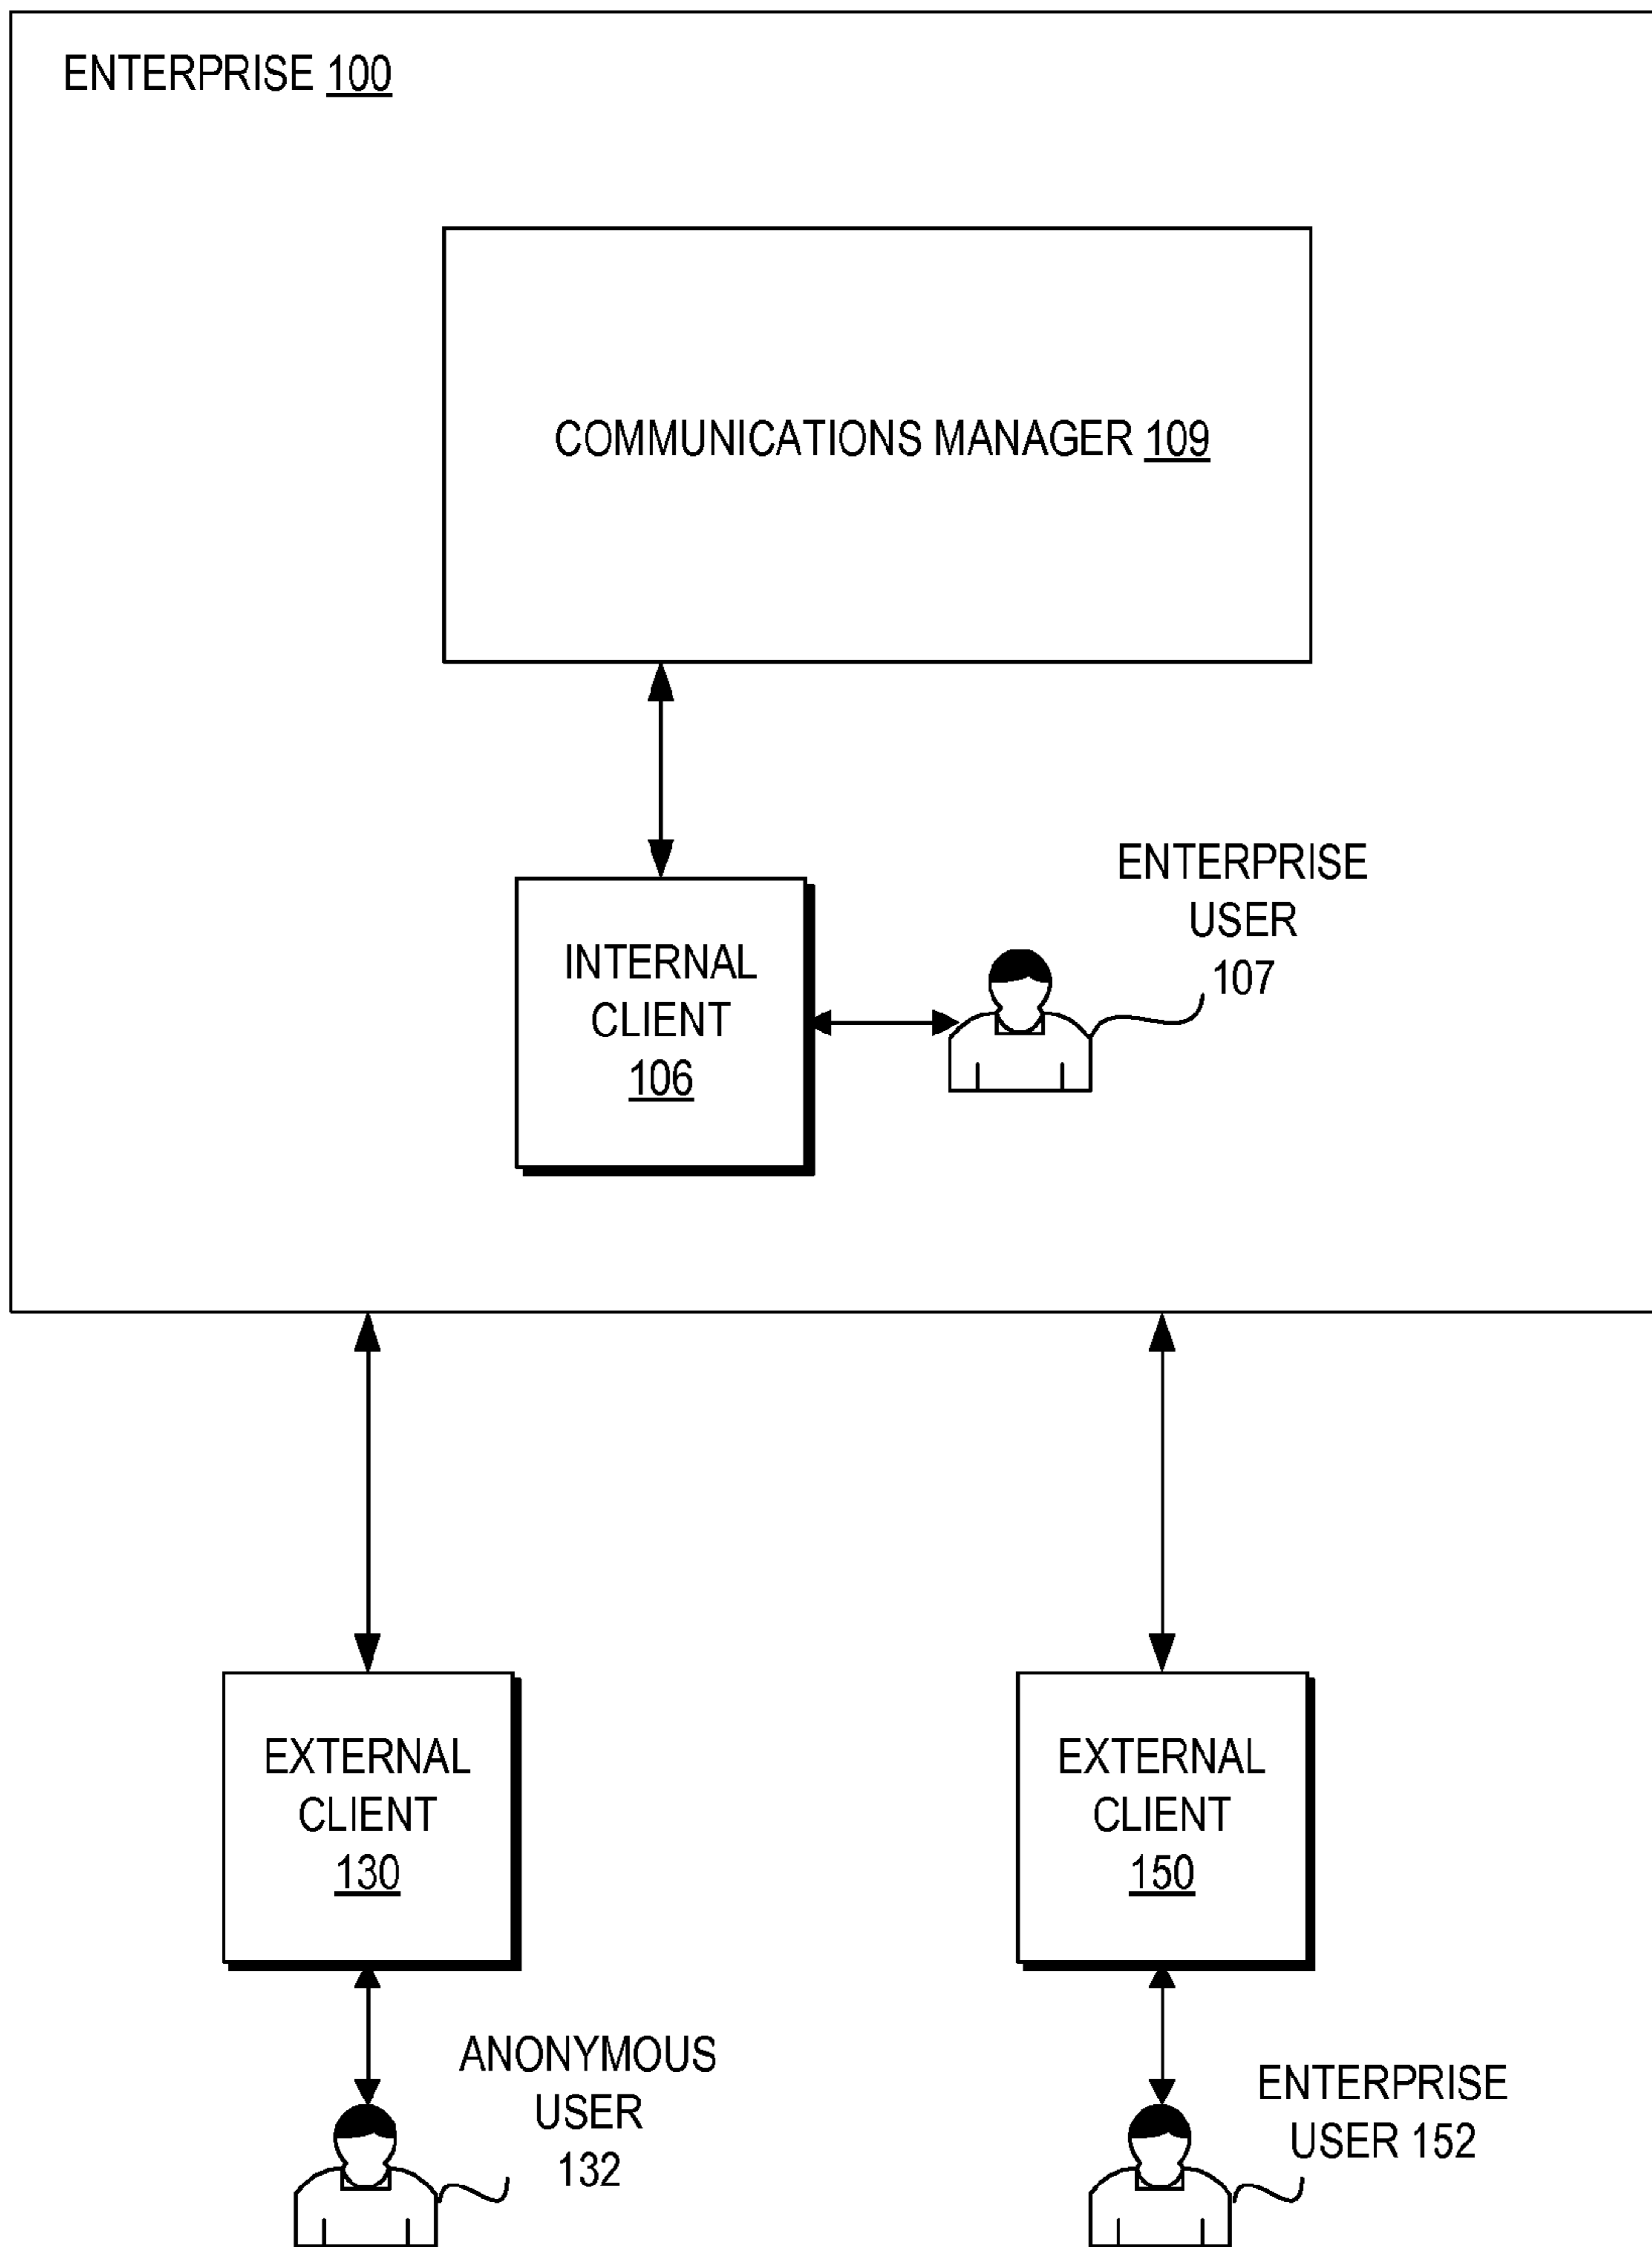 ENTERPRISE 100
COMMUNICATIONS MANAGER 109
ENTERPRISE
USER
107
INTERNAL
CLIENT
106
EXTERNAL
CLIENT
130
EXTERNAL
CLIENT
150
ANONYMOUS
USER
132
ENTERPRISE
USER 152